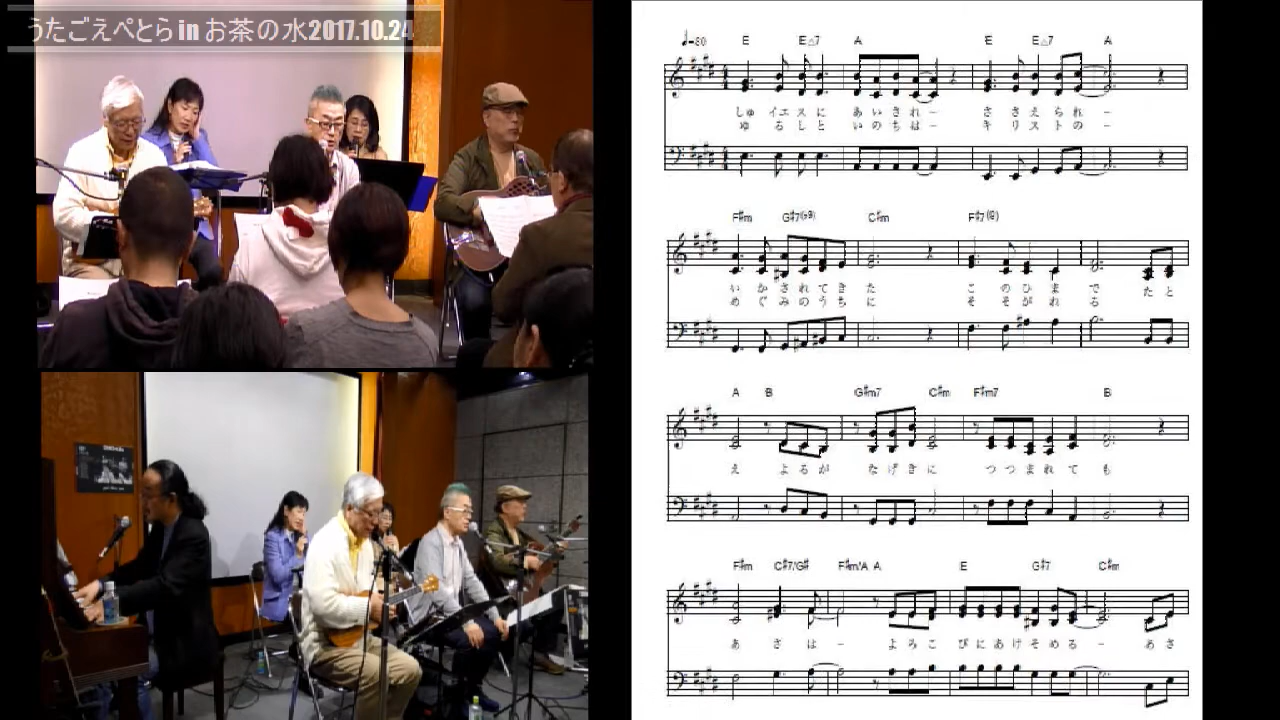 うたごえぺとら in お茶の水2017.10.24
♩=80
E E△7 A E E△7 A
しゅ イエス に あ い さ れ ー さ さ え ら れ ー
ゆ る し と い の ち は ー キ リ ス ト の ー
F#m G#7(b9) C#m F#7
い か さ れ て き た こ の ひ ま で た と
め ぐ み の う ち に そ そ が れ る
A B G#m7 C#m F#m7 B
え よ る が な げ き に つ つ ま れ て も
F#m C#7/G# F#m/A A E G#7 C#m
あ さ は ー よ ろ こ び に あ け そ め る ー あ さ